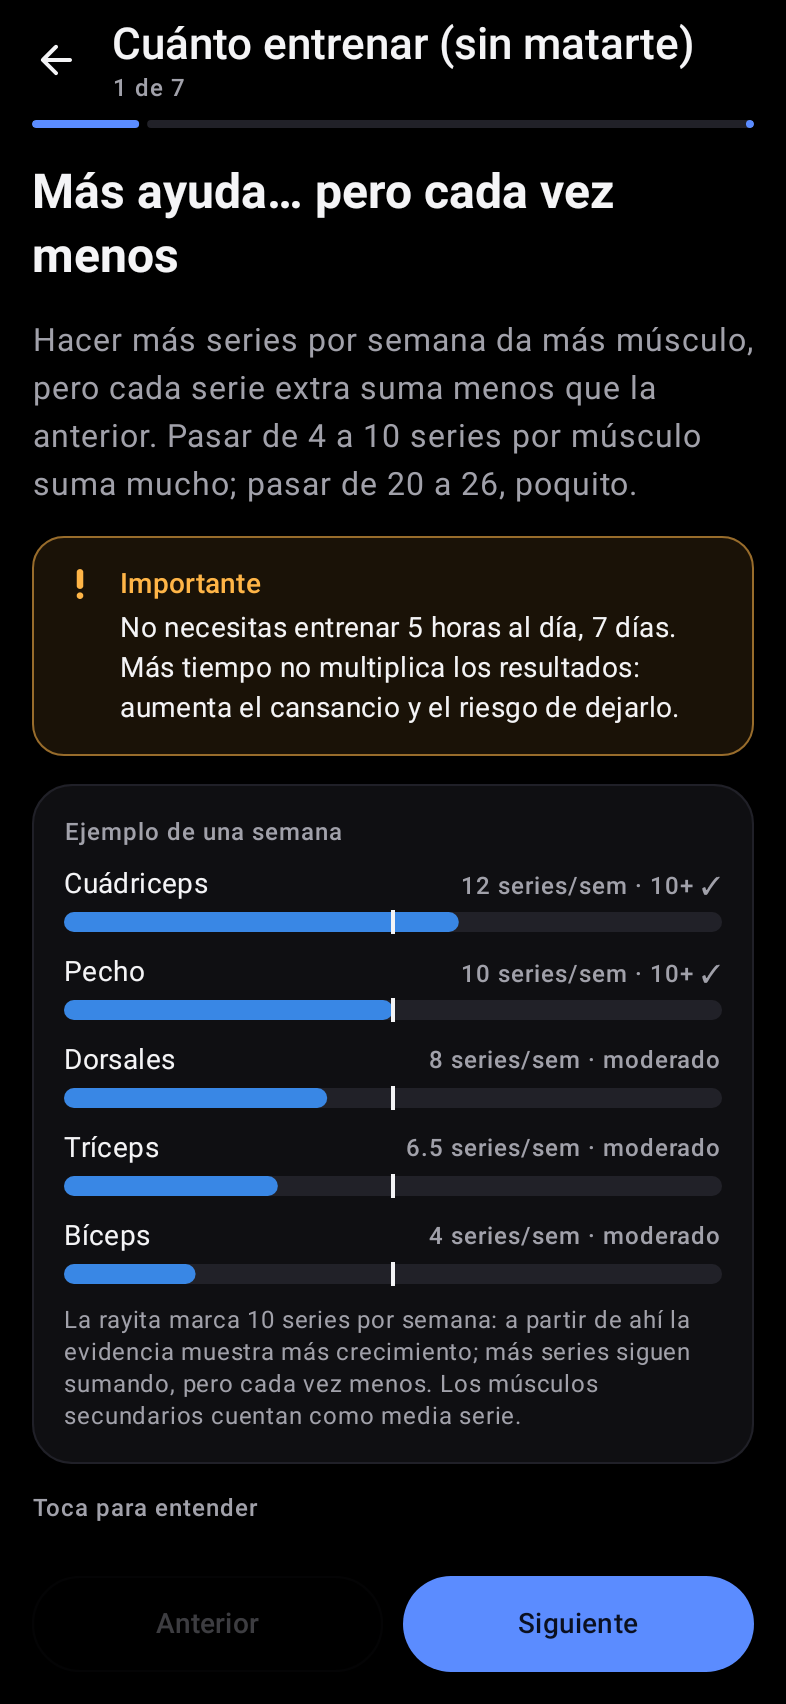 Cuánto entrenar (sin matarte)
1 de 7
Más ayuda… pero cada vez
menos
Hacer más series por semana da más músculo,
pero cada serie extra suma menos que la
anterior. Pasar de 4 a 10 series por músculo
suma mucho; pasar de 20 a 26, poquito.
Importante
No necesitas entrenar 5 horas al día, 7 días.
Más tiempo no multiplica los resultados:
aumenta el cansancio y el riesgo de dejarlo.
Ejemplo de una semana
Cuádriceps 12 series/sem · 10+ ✓
Pecho 10 series/sem · 10+ ✓
Dorsales 8 series/sem · moderado
Tríceps 6.5 series/sem · moderado
Bíceps 4 series/sem · moderado
La rayita marca 10 series por semana: a partir de ahí la
evidencia muestra más crecimiento; más series siguen
sumando, pero cada vez menos. Los músculos
secundarios cuentan como media serie.
Toca para entender
Anterior Siguiente